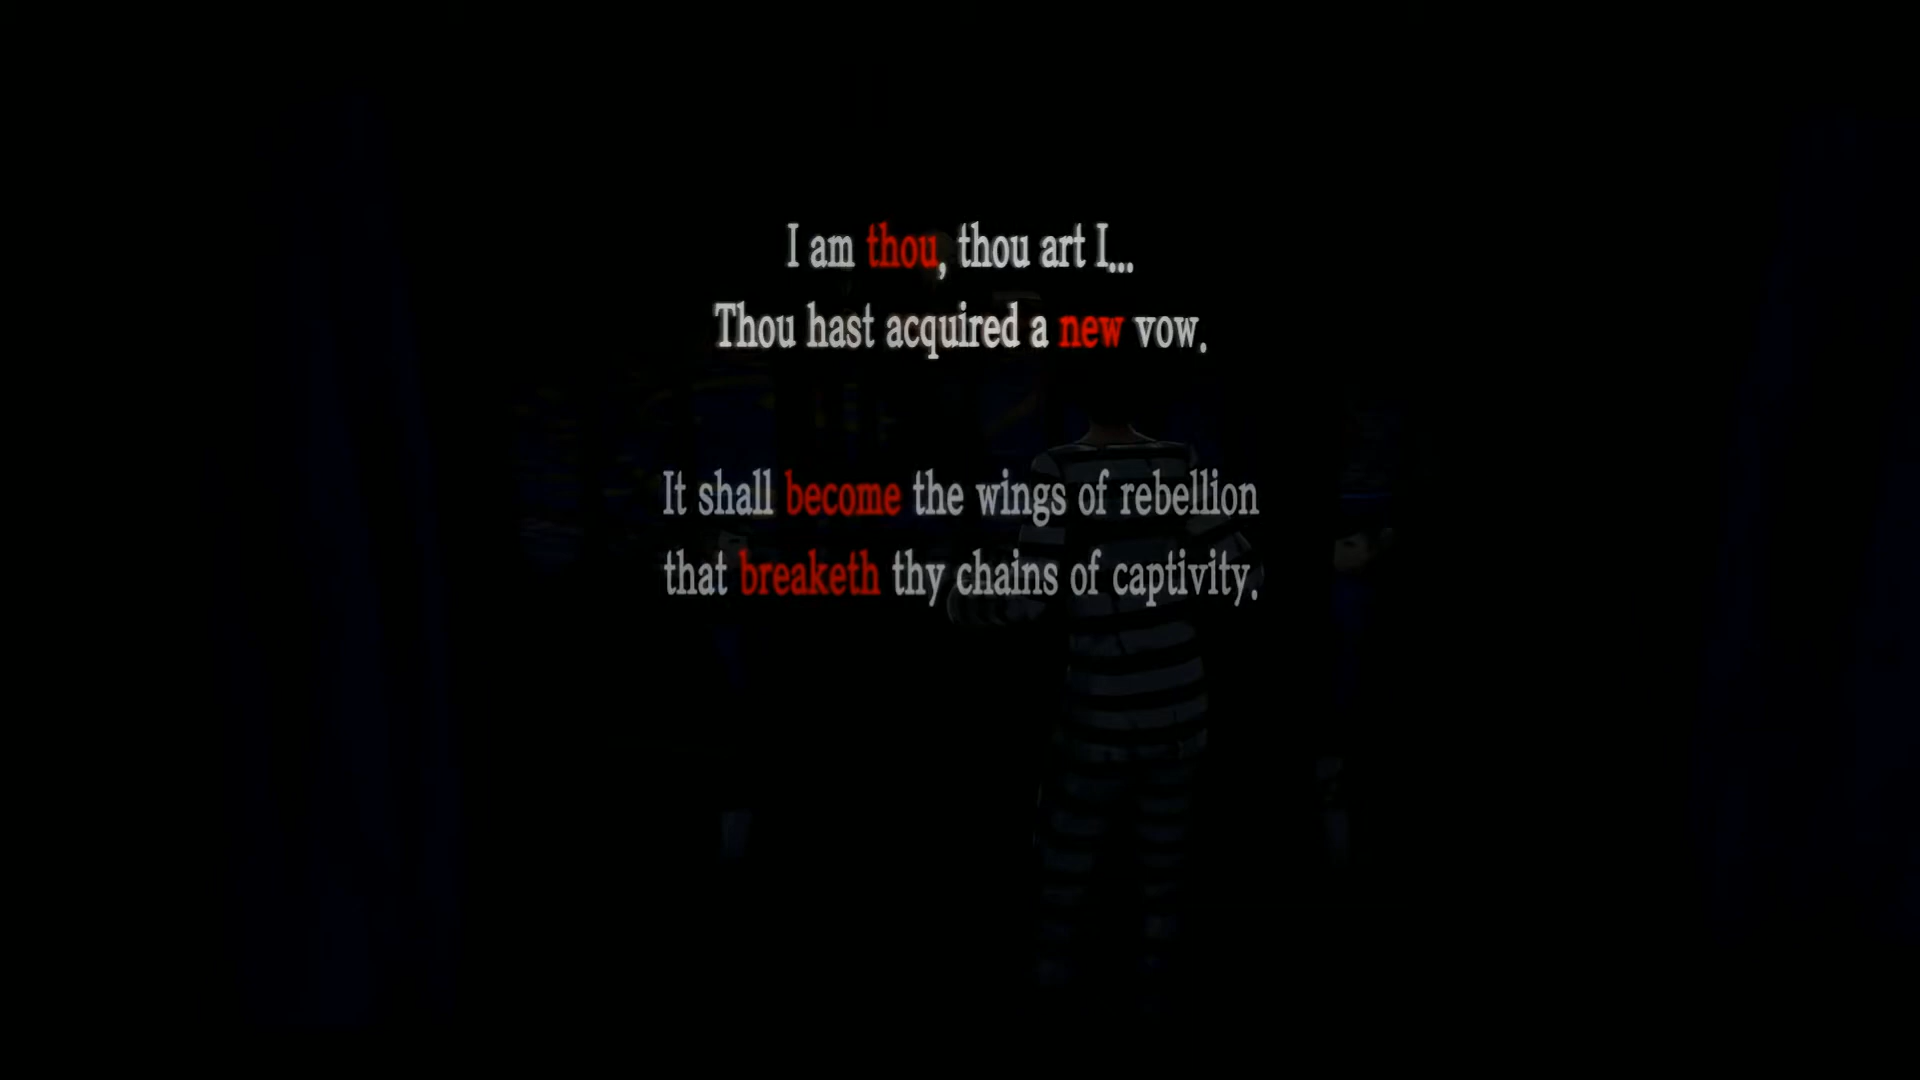 I am thou, thou art I...
Thou hast acquired a new vow.
It shall become the wings of rebellion
that breaketh thy chains of captivity.